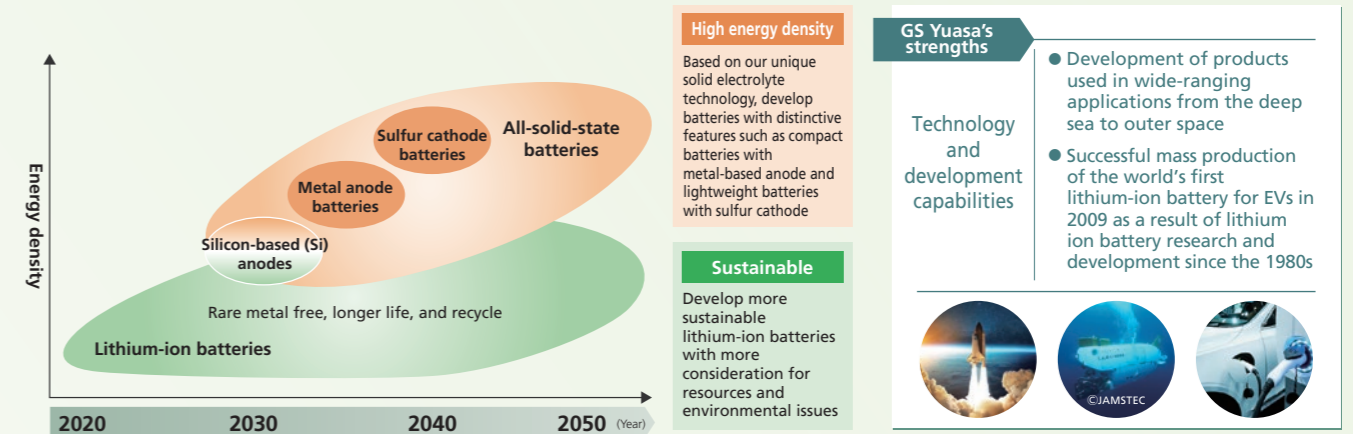 Energy density
Sulfur cathode
batteries
All-solid-state
batteries
Metal anode
batteries
Silicon-based (Si)
anodes
Rare metal free, longer life, and recycle
Lithium-ion batteries
2020
2030
2040
2050
(Year)
High energy density
Based on our unique
solid electrolyte
technology, develop
batteries with distinctive
features such as compact
batteries with
metal-based anode and
lightweight batteries
with sulfur cathode
Sustainable
Develop more
sustainable
lithium-ion batteries
with more
consideration for
resources and
environmental issues
GS Yuasa's
strengths
Technology
and
development
capabilities
● Development of products
used in wide-ranging
applications from the deep
sea to outer space
● Successful mass production
of the world's first
lithium-ion battery for EVs in
2009 as a result of lithium
ion battery research and
development since the 1980s
©JAMSTEC